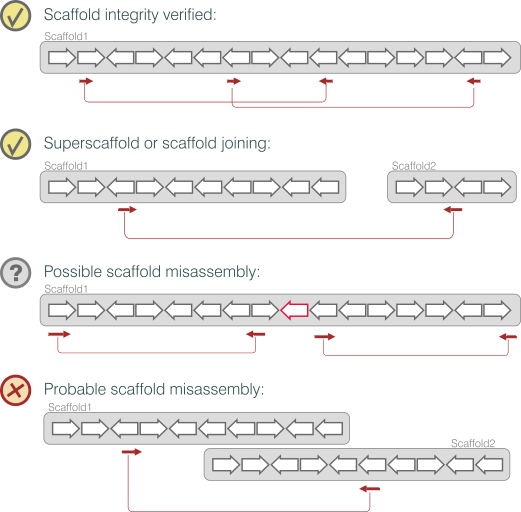 Scaffold integrity verified:
Scaffold1
Superscaffold or scaffold joining:
Scaffold1 Scaffold2
?
Possible scaffold misassembly:
Scaffold1
Probable scaffold misassembly:
Scaffold1
Scaffold2